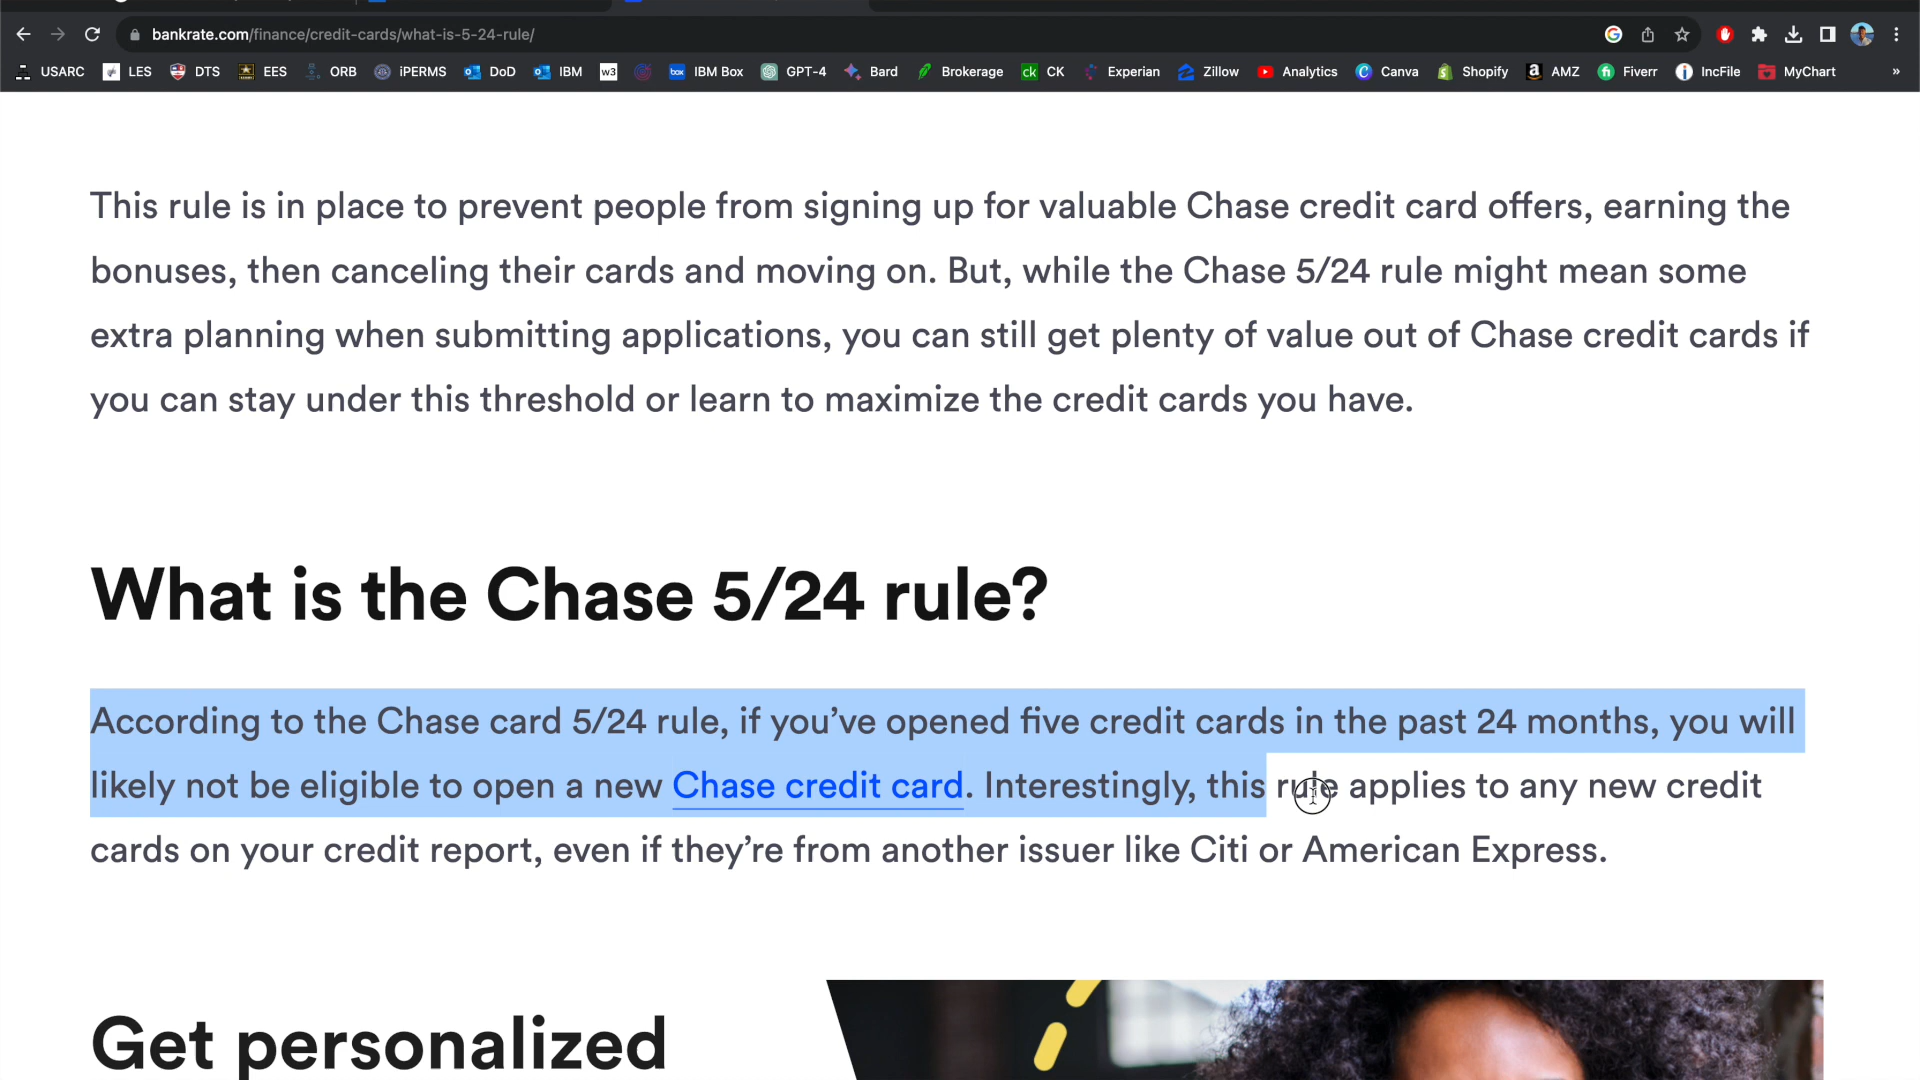 bankrate.com/finance/credit-cards/what-is-5-24-rule/
USARC LES DTS EES ORB iPERMS DoD IBM w3 box IBM Box GPT-4 Bard Brokerage ck CK Experian Zillow Analytics Canva Shopify AMZ Fiverr IncFile MyChart »
This rule is in place to prevent people from signing up for valuable Chase credit card offers, earning the
bonuses, then canceling their cards and moving on. But, while the Chase 5/24 rule might mean some
extra planning when submitting applications, you can still get plenty of value out of Chase credit cards if
you can stay under this threshold or learn to maximize the credit cards you have.
What is the Chase 5/24 rule?
According to the Chase card 5/24 rule, if you’ve opened five credit cards in the past 24 months, you will
likely not be eligible to open a new Chase credit card. Interestingly, this rule applies to any new credit
cards on your credit report, even if they’re from another issuer like Citi or American Express.
Get personalized